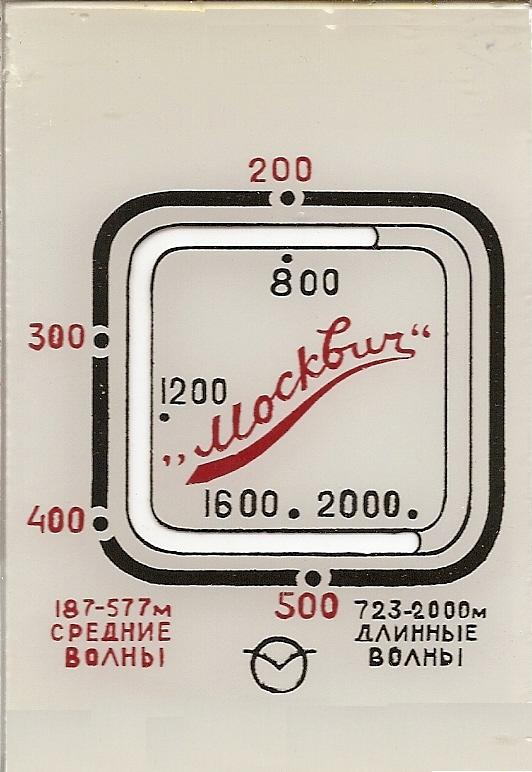 200
800
300
„Москвич“
1200
1600 . 2000 .
400
500
187-577м
СРЕДНИЕ
ВОЛНЫ
723-2000м
ДЛИННЫЕ
ВОЛНЫ